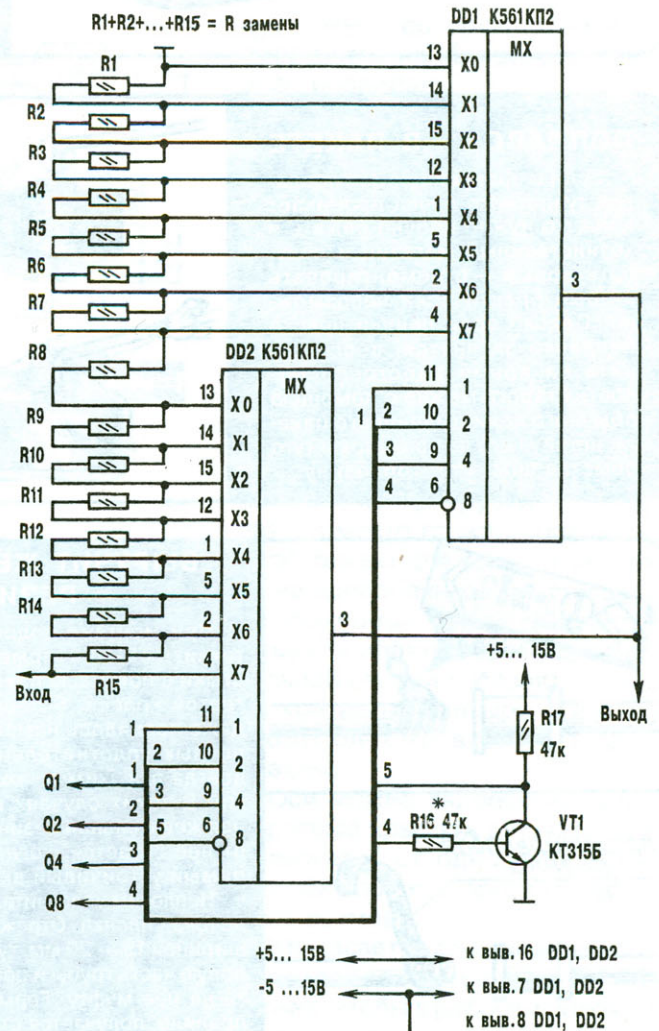 R1+R2+...+R15 = R замены
DD1 К561КП2
MX
R1
13 X0
14 X1
R2
15 X2
R3
12 X3
R4
1 X4
R5
5 X5
R6
2 X6
R7
4 X7
3
R8
DD2 К561КП2
MX
11 1
1
2 10 2
3 9 4
4 6 8
13 X0
R9
14 X1
R10
15 X2
R11
12 X3
R12
1 X4
R13
5 X5
R14
2 X6
3
4 X7
R15
Вход
+5... 15В
Выход
R17
47к
1 11 1
2 10 2
1
Q1
3 9 4
2
Q2
5 6 8
3
Q4
4
Q8
5
*
4 R16 47к
VT1
КТ315Б
+5... 15В к выв.16 DD1, DD2
-5 ...15В к выв.7 DD1, DD2
к выв.8 DD1, DD2